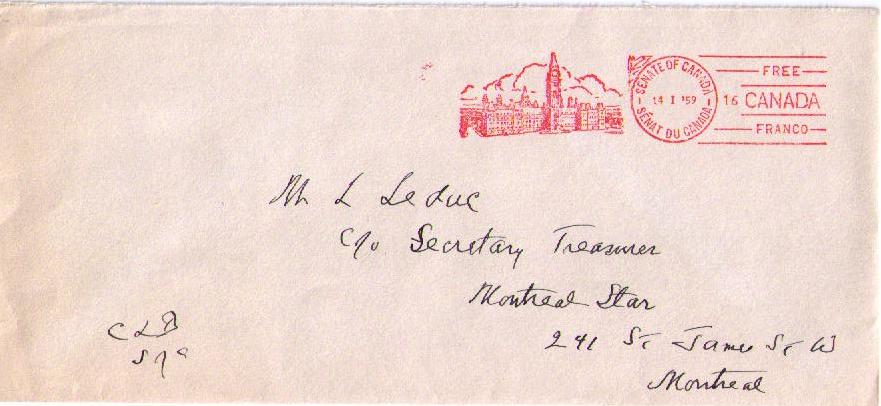 SENATE OF CANADA
14 I '59
SÉNAT DU CANADA
FREE
16 CANADA
FRANCO
Mr L Leduc
c/o Secretary Treasurer
Montreal Star
241 St James St W
Montreal